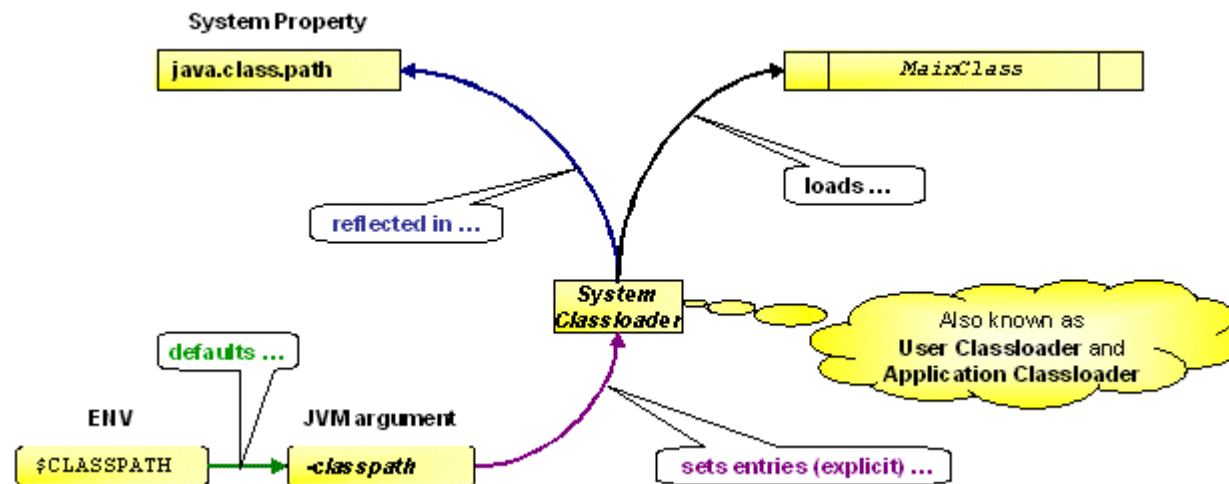 System Property
java.class.path
MainClass
loads ...
reflected in ...
System
Classloader
Also known as
User Classloader and
Application Classloader
defaults ...
ENV
JVM argument
$CLASSPATH
-classpath
sets entries (explicit) ...